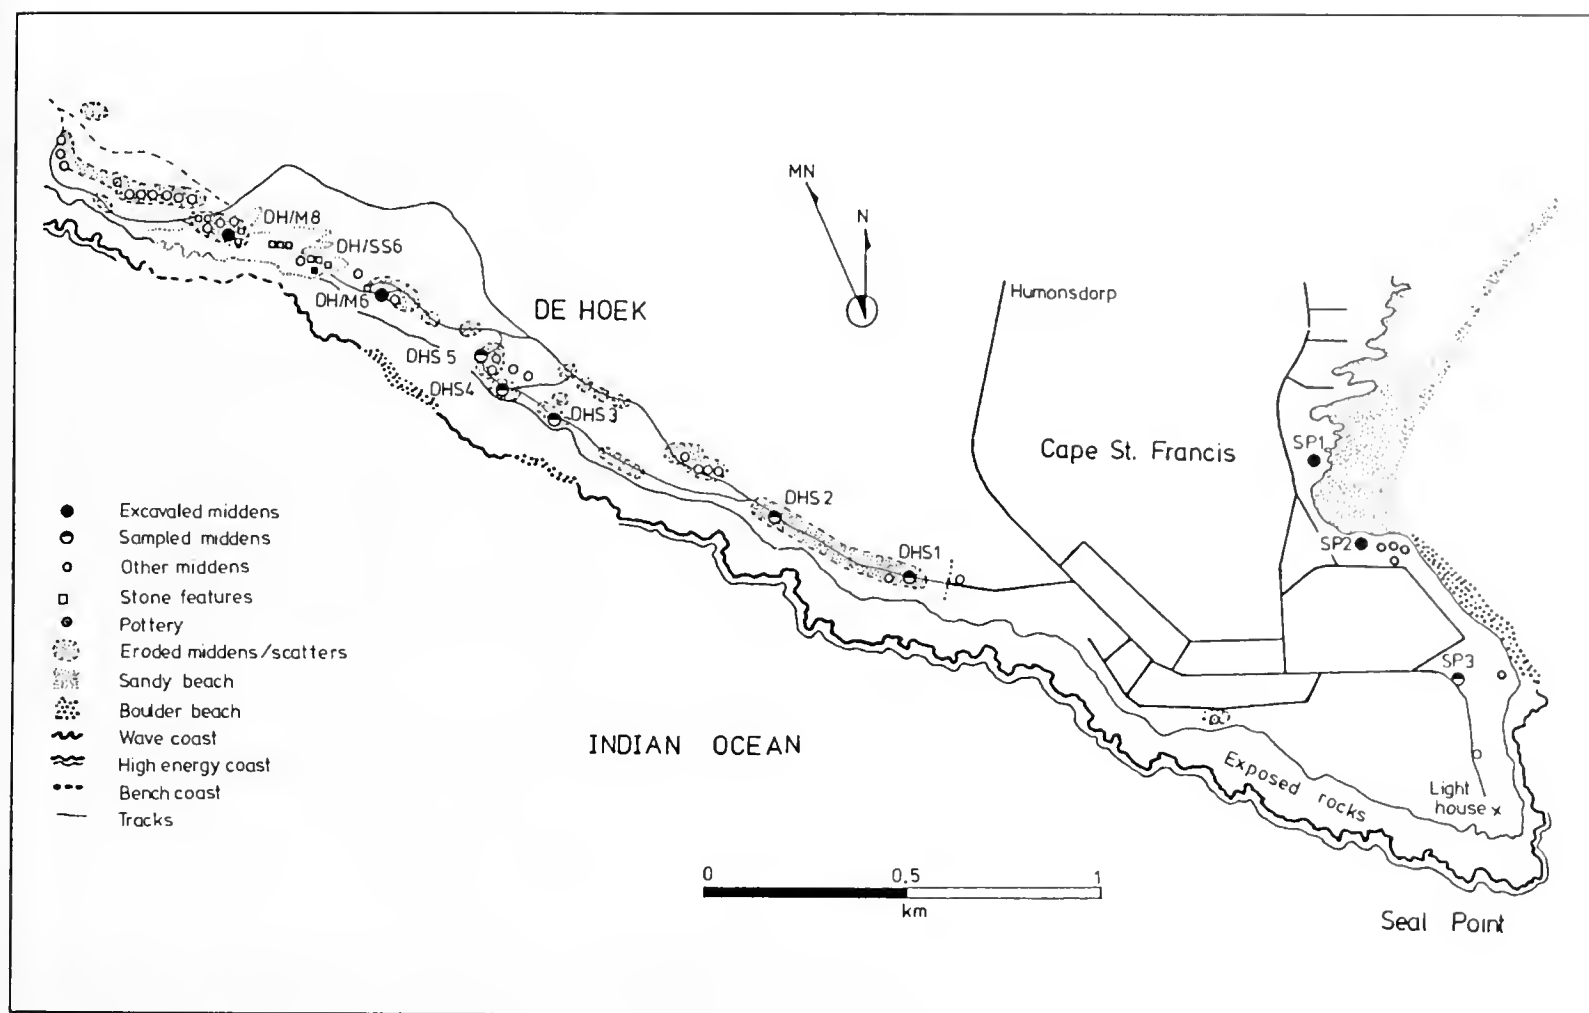 MN
N
DH/M8
DH/SS6
DH/M6
DE HOEK
Humonsdorp
DHS 5
DHS4
DHS 3
Cape St. Francis
SP1
DHS 2
SP2
DHS1
SP3
Excavaled middens
Sampled middens
Other middens
Stone features
Pottery
Eroded middens/scatters
Sandy beach
Boulder beach
Wave coast
High energy coast
Bench coast
Tracks
INDIAN OCEAN
Exposed rocks
Light
house x
0 0.5 1
km
Seal Point